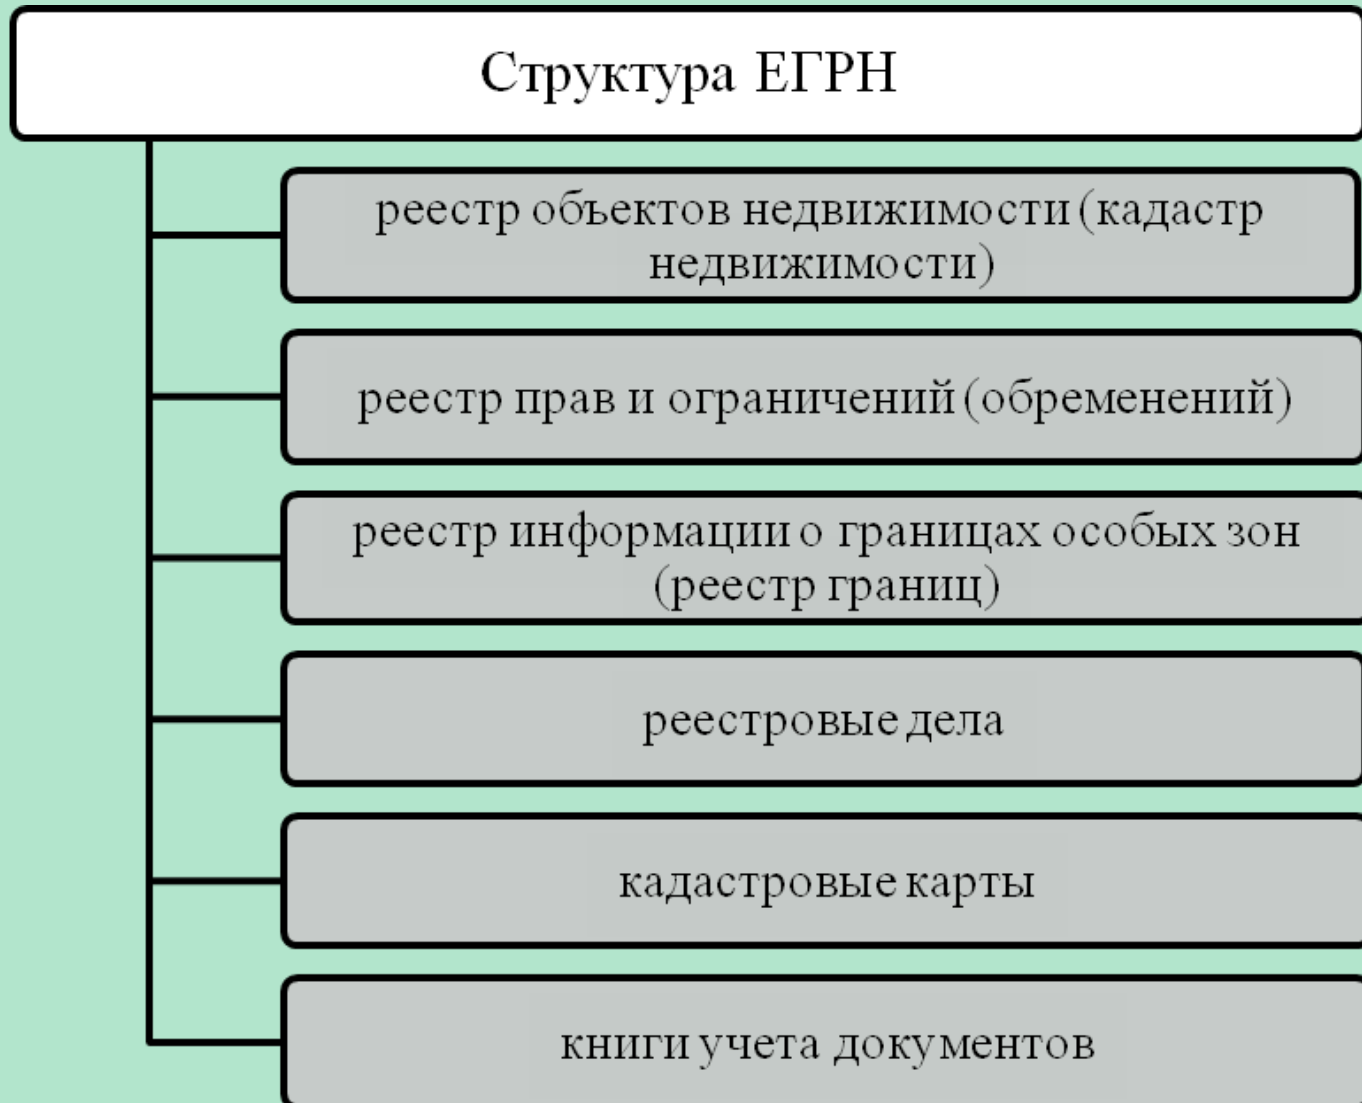 Структура ЕГРН
реестр объектов недвижимости (кадастр
недвижимости)
реестр прав и ограничений (обременений)
реестр информации о границах особых зон
(реестр границ)
реестровые дела
кадастровые карты
книги учета документов